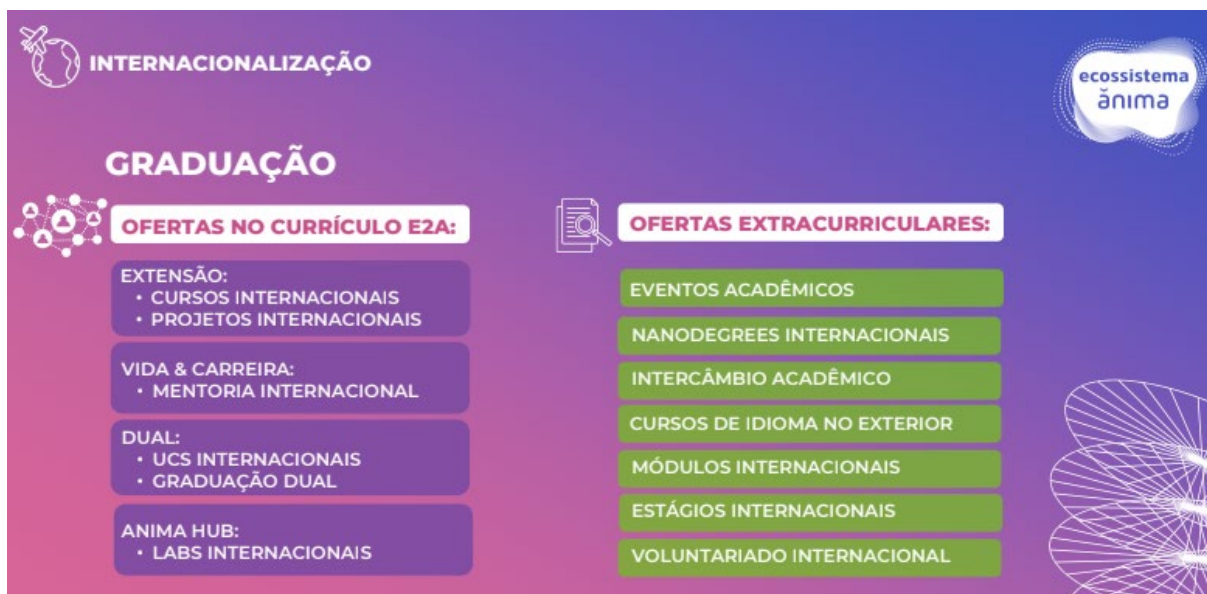 INTERNACIONALIZAÇÃO
ecossistema
ănıma
GRADUAÇÃO
OFERTAS NO CURRÍCULO E2A:
EXTENSÃO:
• CURSOS INTERNACIONAIS
• PROJETOS INTERNACIONAIS
VIDA & CARREIRA:
• MENTORIA INTERNACIONAL
DUAL:
• UCS INTERNACIONAIS
• GRADUAÇÃO DUAL
ANIMA HUB:
• LABS INTERNACIONAIS
OFERTAS EXTRACURRICULARES:
EVENTOS ACADÊMICOS
NANODEGREES INTERNACIONAIS
INTERCÂMBIO ACADÊMICO
CURSOS DE IDIOMA NO EXTERIOR
MÓDULOS INTERNACIONAIS
ESTÁGIOS INTERNACIONAIS
VOLUNTARIADO INTERNACIONAL